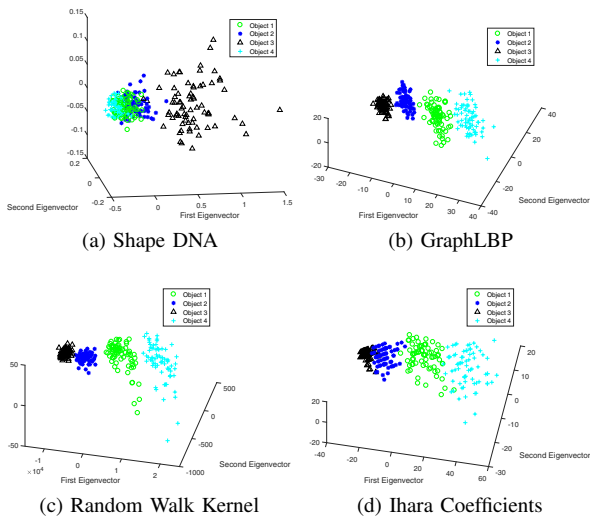 0.15
0.1
0.05
0
-0.05
-0.1
-0.15
0.2
0
-0.2
Second Eigenvector
-0.5
0
0.5
1
1.5
First Eigenvector
Object 1
Object 2
Object 3
Object 4
(a) Shape DNA
20
0
-20
-30
-20
-10
0
10
20
30
40
First Eigenvector
-40
-20
0
20
40
Second Eigenvector
Object 1
Object 2
Object 3
Object 4
(b) GraphLBP
50
0
-50
-1
0
1
2
×10⁴
First Eigenvector
-1000
-500
0
500
Second Eigenvector
Object 1
Object 2
Object 3
Object 4
(c) Random Walk Kernel
20
0
-20
-40
-20
0
20
40
60
First Eigenvector
-30
-20
-10
0
10
20
Second Eigenvector
Object 1
Object 2
Object 3
Object 4
(d) Ihara Coefficients